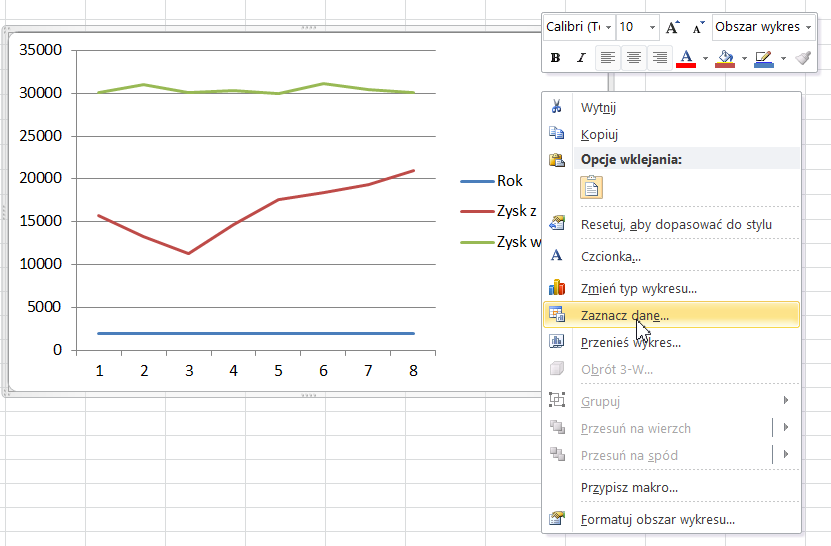 35000
30000
25000
20000
15000
10000
5000
0
1 2 3 4 5 6 7 8
Rok
Zysk z
Zysk w
Calibri (Te 10 A A Obszar wykres
B I A
Wytnij
Kopiuj
Opcje wklejania:
Resetuj, aby dopasować do stylu
A Czcionka...
Zmień typ wykresu...
Zaznacz dane...
Przenieś wykres...
Obrót 3-W...
Grupuj
Przesuń na wierzch
Przesuń na spód
Przypisz makro...
Formatuj obszar wykresu...